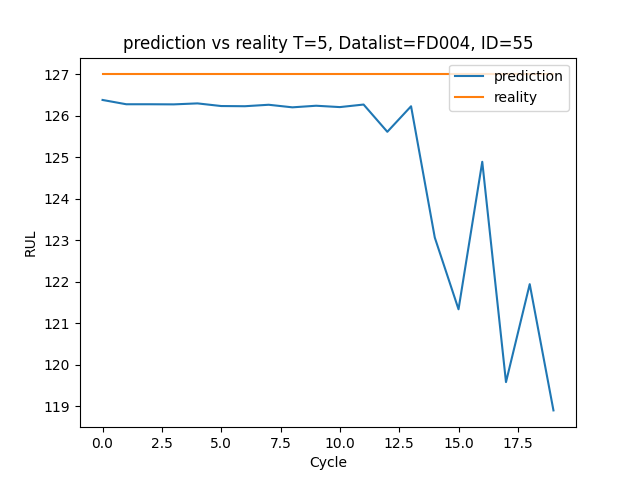 prediction vs reality T=5, Datalist=FD004, ID=55
127
126
125
124
123
122
121
120
119
RUL
prediction
reality
0.0 2.5 5.0 7.5 10.0 12.5 15.0 17.5
Cycle